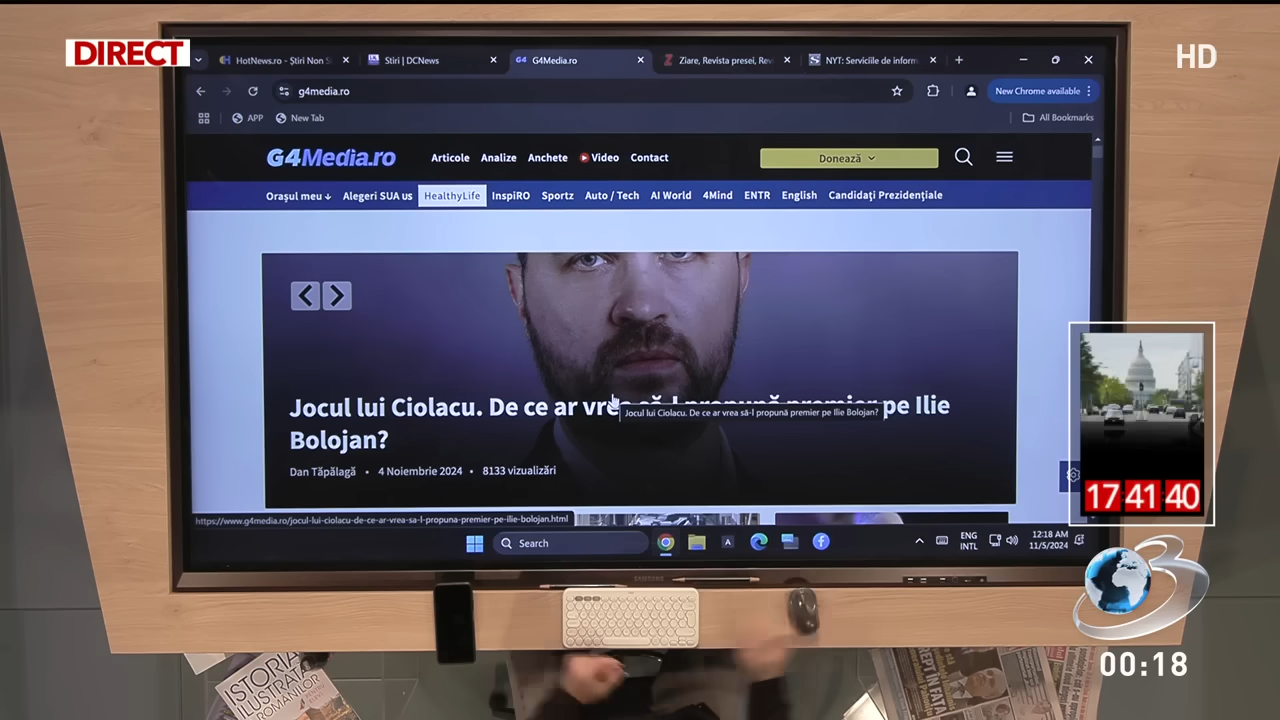 DIRECT
HD
HotNews.ro - Știri Non S
Stiri | DCNews
G4Media.ro
Ziare, Revista presei, Rev
NYT: Serviciile de inform
g4media.ro
New Chrome available
APP
New Tab
All Bookmarks
G4Media.ro
Articole
Analize
Anchete
Video
Contact
Donează
Orașul meu
Alegeri SUA us
HealthyLife
InspiRO
Sportz
Auto / Tech
AI World
4Mind
ENTR
English
Candidați Prezidențiale
Jocul lui Ciolacu. De ce ar vrea să-l propună premier pe Ilie
Jocul lui Ciolacu. De ce ar vrea să-l propună premier pe Ilie Bolojan?
Bolojan?
Dan Tăpălagă • 4 Noiembrie 2024 • 8133 vizualizări
17 41 40
https://www.g4media.ro/jocul-lui-ciolacu-de-ce-ar-vrea-sa-l-propuna-premier-pe-ilie-bolojan.html
Search
ENG
INTL
12:18 AM
11/5/2024
SAMSUNG
3
00:18
ISTORIA
ILUSTRATĂ
ROMÂNILOR